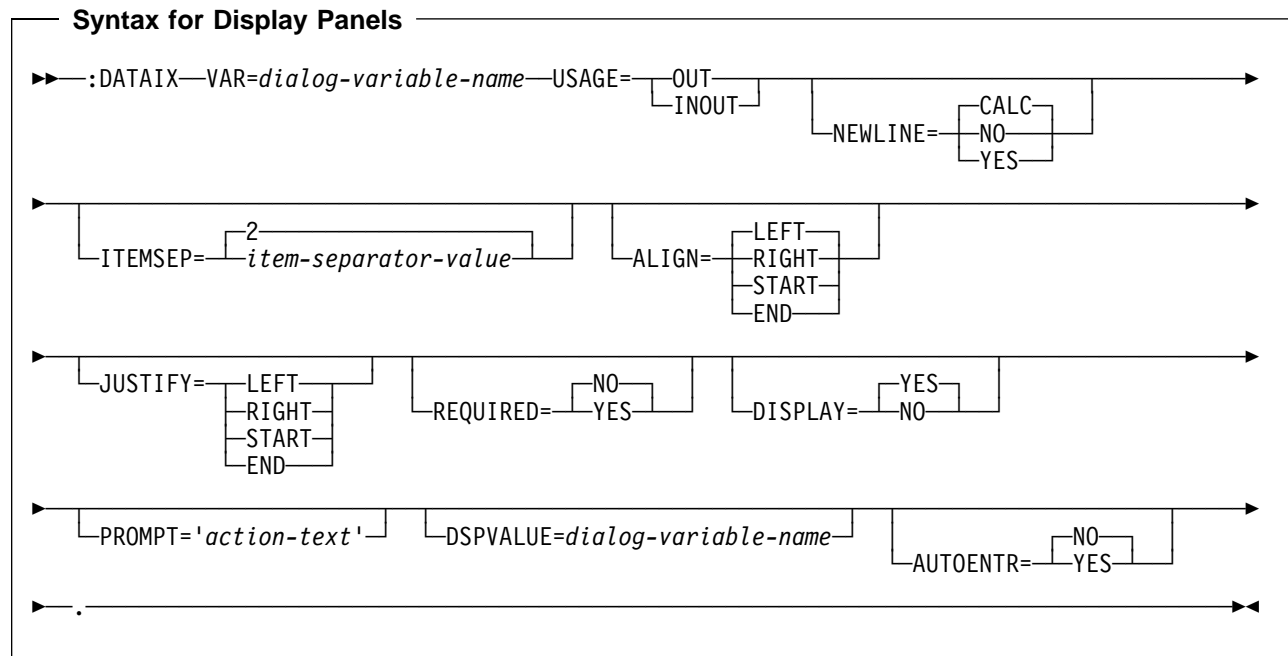 Syntax for Display Panels
:DATAIX VAR=dialog-variable-name USAGE= OUT
INOUT
CALC
NEWLINE= NO
YES
2
ITEMSEP= item-separator-value
LEFT
ALIGN= RIGHT
START
END
JUSTIFY= LEFT
RIGHT
START
END
NO
REQUIRED= YES
YES
DISPLAY= NO
PROMPT='action-text' DSPVALUE=dialog-variable-name
NO
AUTOENTR= YES
.